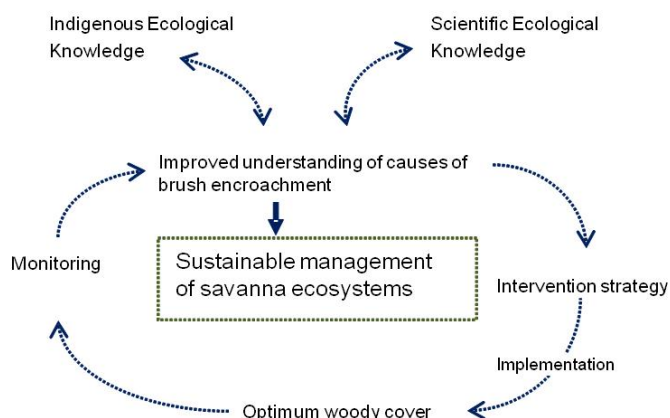 Indigenous Ecological
Knowledge
Scientific Ecological
Knowledge
Improved understanding of causes of
brush encroachment
Monitoring
Sustainable management
of savanna ecosystems
Intervention strategy
Implementation
Optimum woody cover